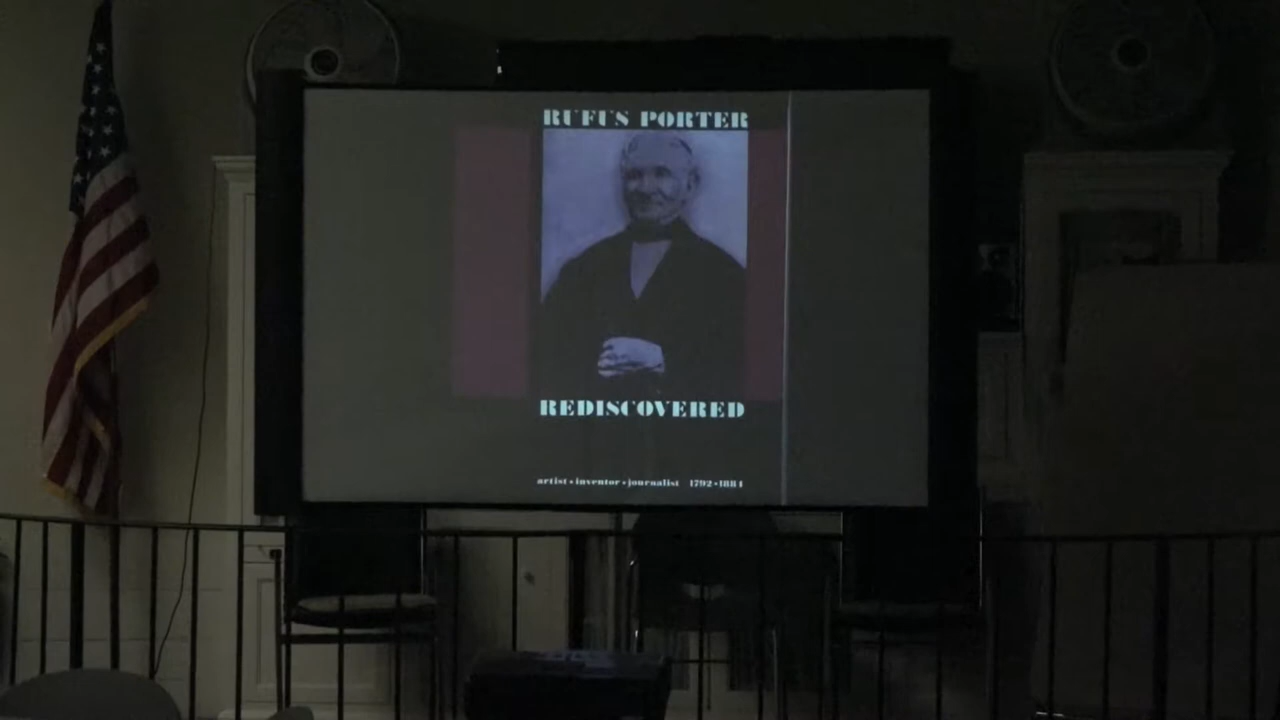 RUFUS PORTER
REDISCOVERED
artist • inventor • journalist 1792 • 1884